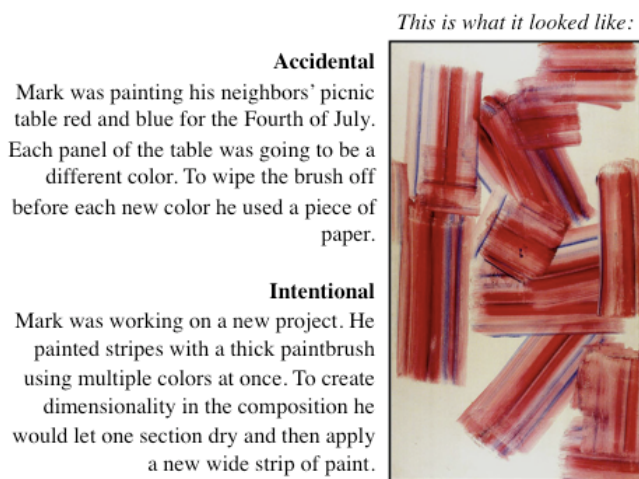 This is what it looked like:
Accidental
Mark was painting his neighbors' picnic
table red and blue for the Fourth of July.
Each panel of the table was going to be a
different color. To wipe the brush off
before each new color he used a piece of
paper.
Intentional
Mark was working on a new project. He
painted stripes with a thick paintbrush
using multiple colors at once. To create
dimensionality in the composition he
would let one section dry and then apply
a new wide strip of paint.